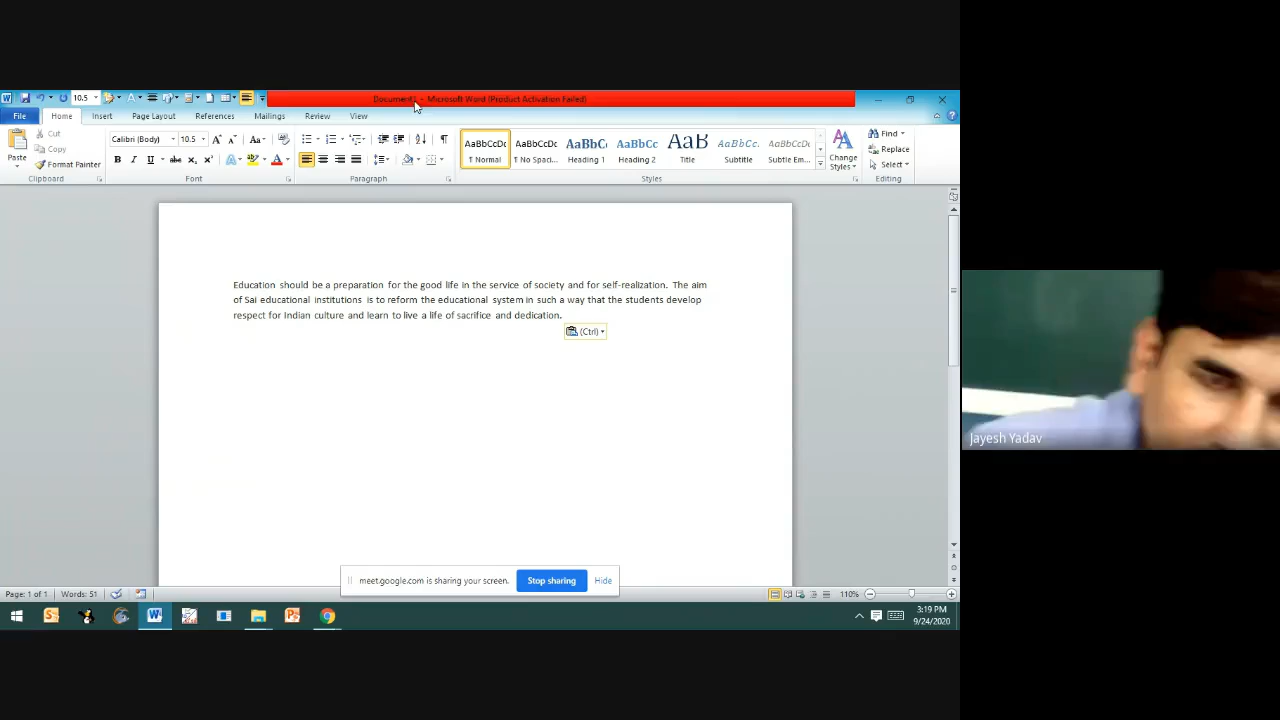 10.5
Document1 - Microsoft Word (Product Activation Failed)
File Home Insert Page Layout References Mailings Review View
Paste Cut Copy Format Painter
Calibri (Body) 10.5
AaBbCcDc AaBbCcDc AaBbC AaBbCc AaB AaBbCc. AaBbCcDc
¶ Normal ¶ No Spac... Heading 1 Heading 2 Title Subtitle Subtle Em...
Change Styles
Find Replace Select
Clipboard Font Paragraph Styles Editing
Education should be a preparation for the good life in the service of society and for self-realization. The aim
of Sai educational institutions is to reform the educational system in such a way that the students develop
respect for Indian culture and learn to live a life of sacrifice and dedication.
(Ctrl)
Jayesh Yadav
meet.google.com is sharing your screen. Stop sharing Hide
Page: 1 of 1 Words: 51 110%
3:19 PM
9/24/2020